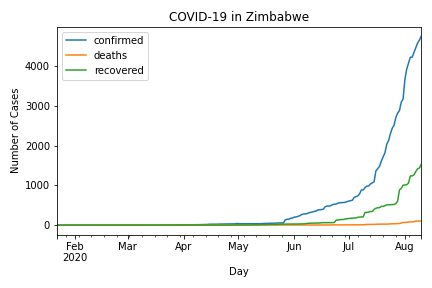 COVID-19 in Zimbabwe
confirmed
deaths
recovered
Number of Cases
4000
3000
2000
1000
0
Feb Mar Apr May Jun Jul Aug
2020
Day